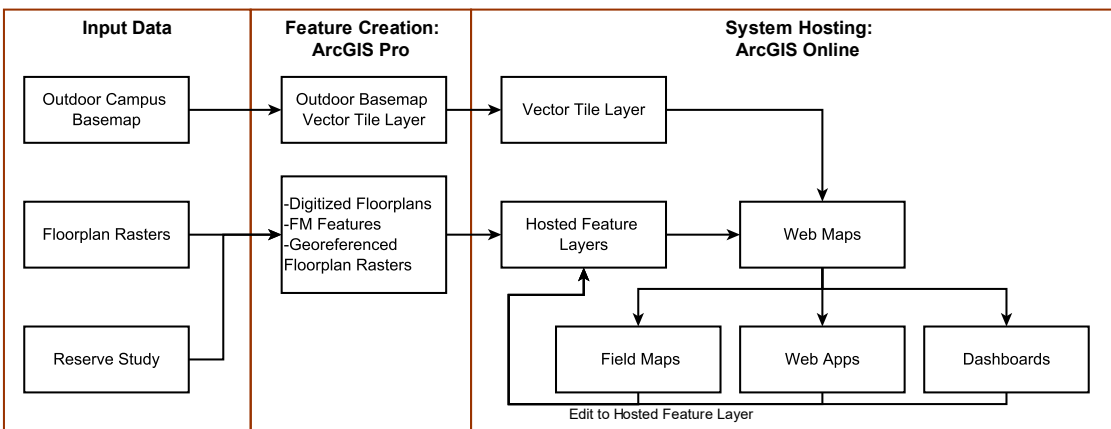 Input Data
Feature Creation:
ArcGIS Pro
System Hosting:
ArcGIS Online
Outdoor Campus
Basemap
Outdoor Basemap
Vector Tile Layer
Vector Tile Layer
Floorplan Rasters
-Digitized Floorplans
-FM Features
-Georeferenced
Floorplan Rasters
Hosted Feature
Layers
Web Maps
Reserve Study
Field Maps
Web Apps
Dashboards
Edit to Hosted Feature Layer